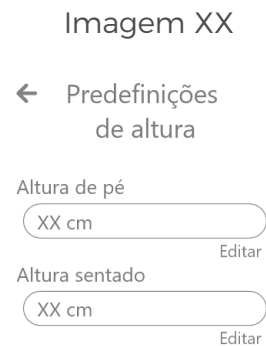 Imagem XX
Predefinições
de altura
Altura de pé
XX cm
Editar
Altura sentado
XX cm
Editar